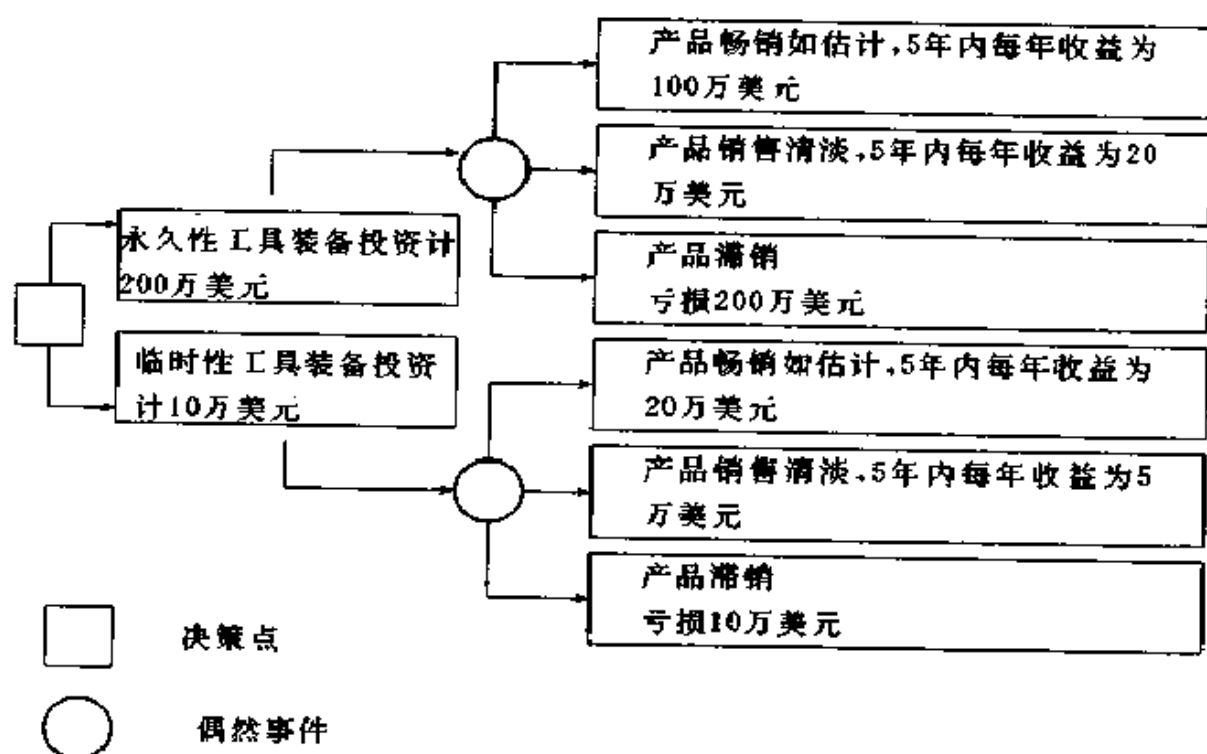 产品畅销如估计,5年内每年收益为
100万美元
产品销售清淡,5年内每年收益为20
万美元
永久性工具装备投资计
200万美元
产品滞销
亏损200万美元
临时性工具装备投资
计10万美元
产品畅销如估计,5年内每年收益为
20万美元
产品销售清淡,5年内每年收益为5
万美元
产品滞销
亏损10万美元
决策点
偶然事件